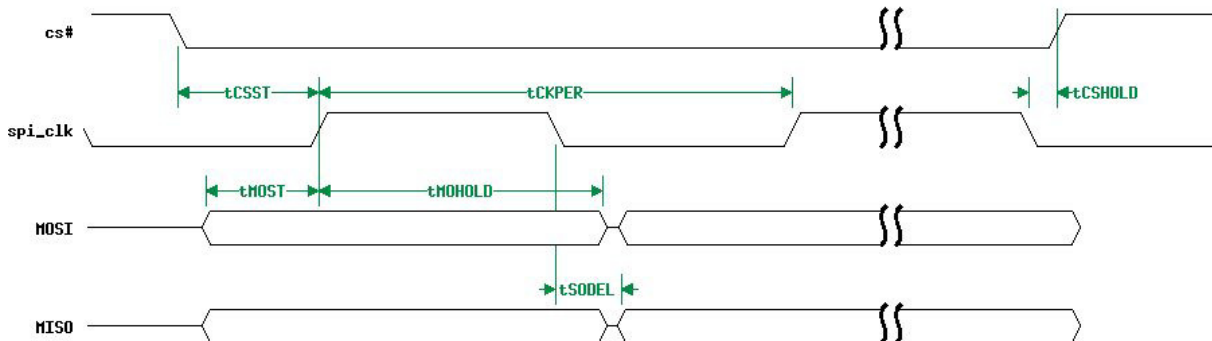 cs#
tCSST
tCKPER
tCSHOLD
spi_clk
tMOST
tMOHOLD
MOSI
tSODEL
MISO